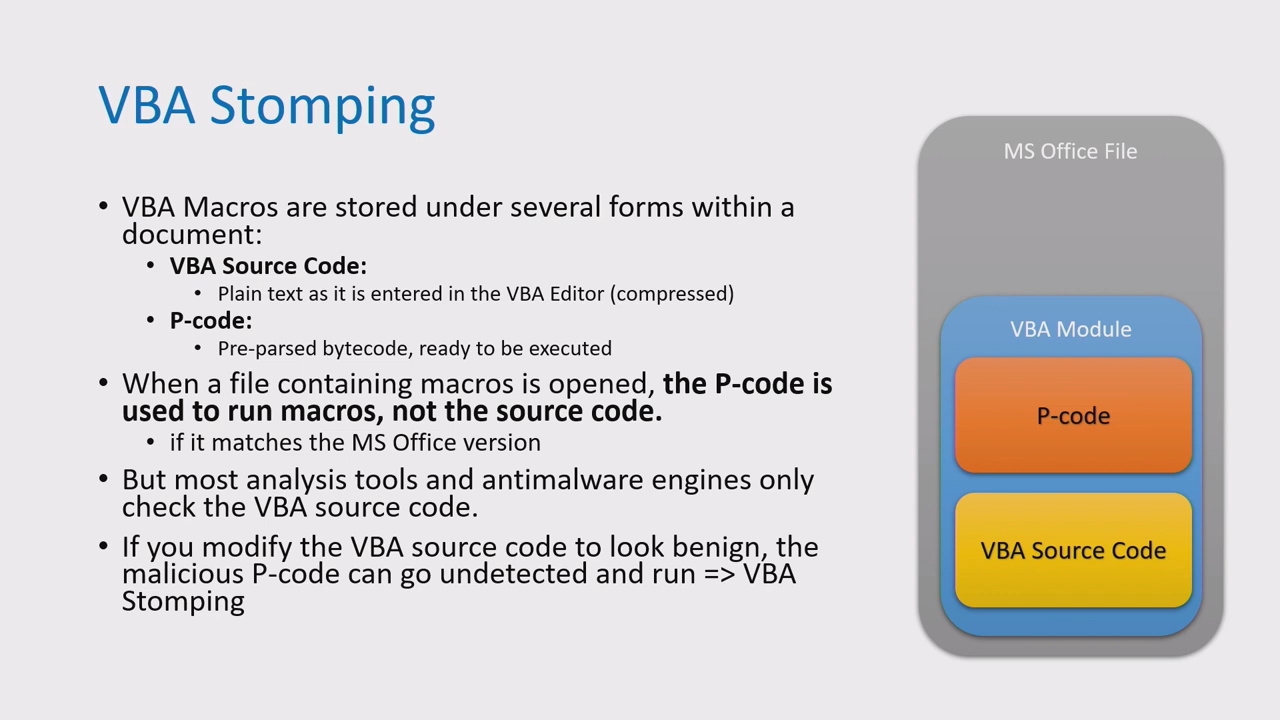 VBA Stomping
• VBA Macros are stored under several forms within a
document:
• VBA Source Code:
• Plain text as it is entered in the VBA Editor (compressed)
• P-code:
• Pre-parsed bytecode, ready to be executed
• When a file containing macros is opened, the P-code is
used to run macros, not the source code.
• if it matches the MS Office version
• But most analysis tools and antimalware engines only
check the VBA source code.
• If you modify the VBA source code to look benign, the
malicious P-code can go undetected and run => VBA
Stomping
MS Office File
VBA Module
P-code
VBA Source Code